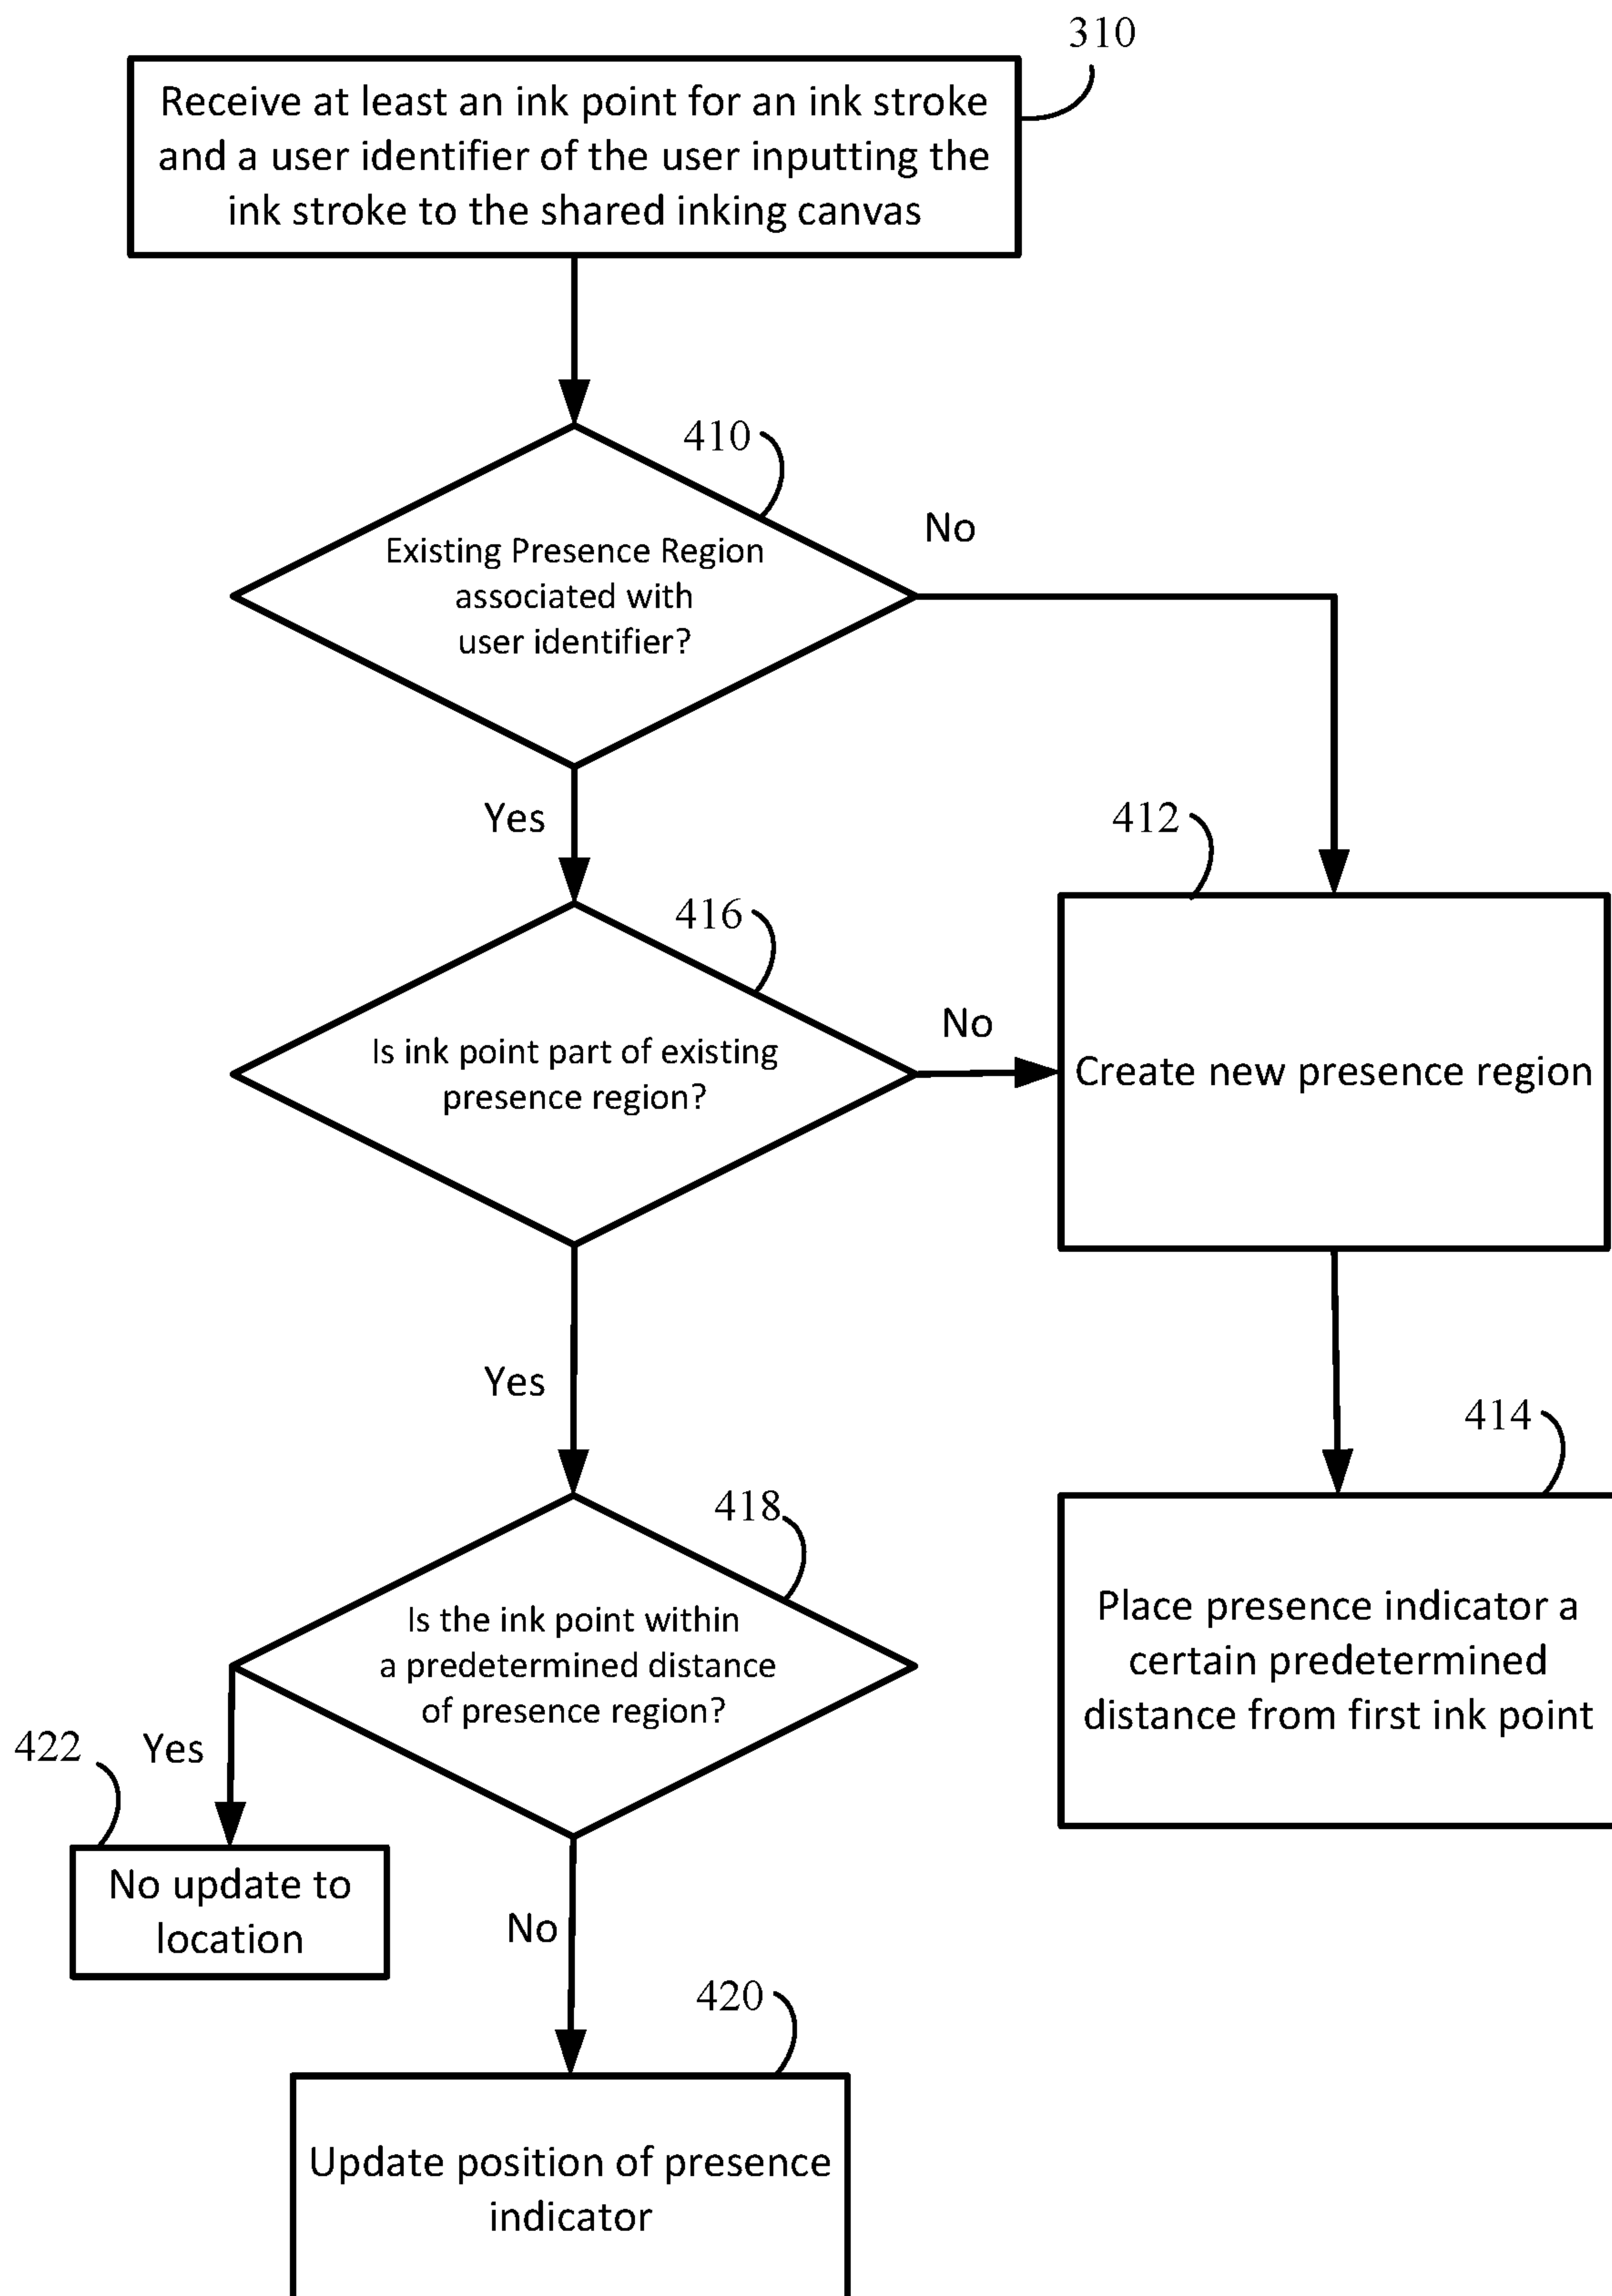 310
Receive at least an ink point for an ink stroke
and a user identifier of the user inputting the
ink stroke to the shared inking canvas
410
No
Existing Presence Region
associated with
user identifier?
Yes
412
416
No
Is ink point part of existing
presence region?
Create new presence region
Yes
414
418
Is the ink point within
a predetermined distance
of presence region?
Place presence indicator a
certain predetermined
distance from first ink point
422
Yes
No update to
location
No
420
Update position of presence
indicator